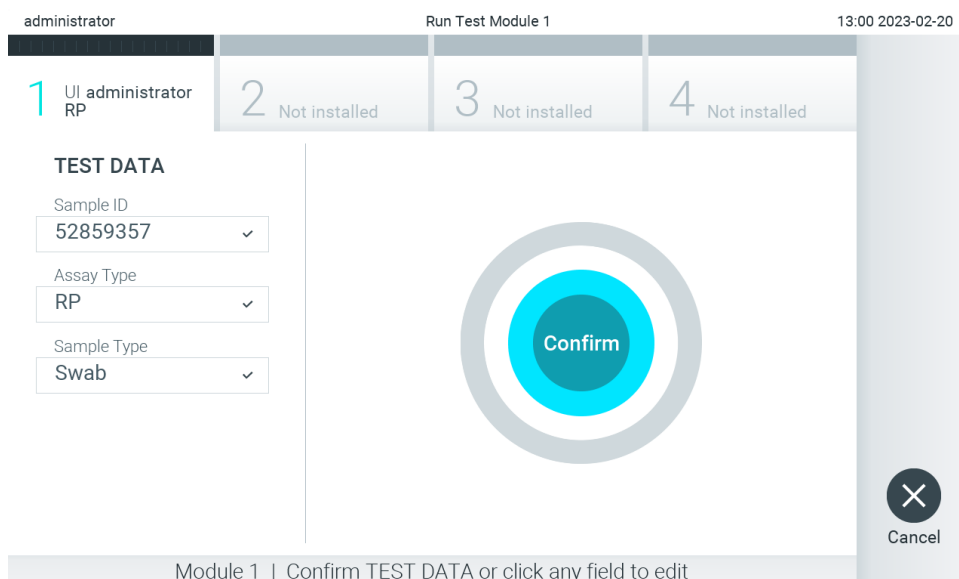 administrator Run Test Module 1 13:00 2023-02-20
1 UI administrator
RP
2 Not installed
3 Not installed
4 Not installed
TEST DATA
Sample ID
52859357
Assay Type
RP
Sample Type
Swab
Confirm
Cancel
Module 1 | Confirm TEST DATA or click any field to edit